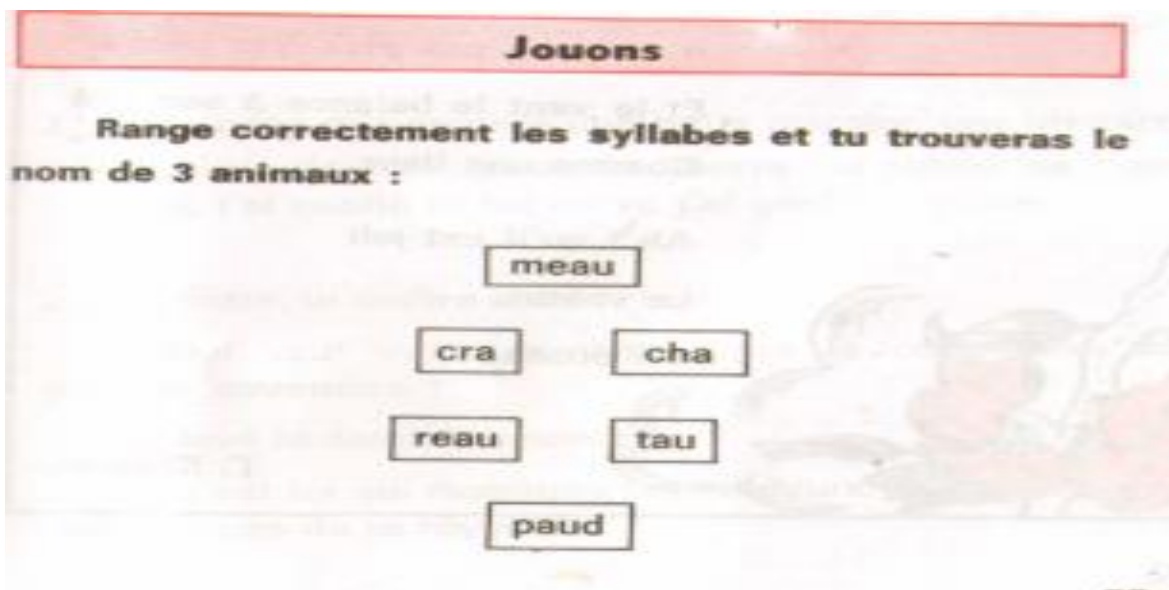 Jouons
Range correctement les syllabes et tu trouveras le
nom de 3 animaux :
meau
cra cha
reau tau
paud